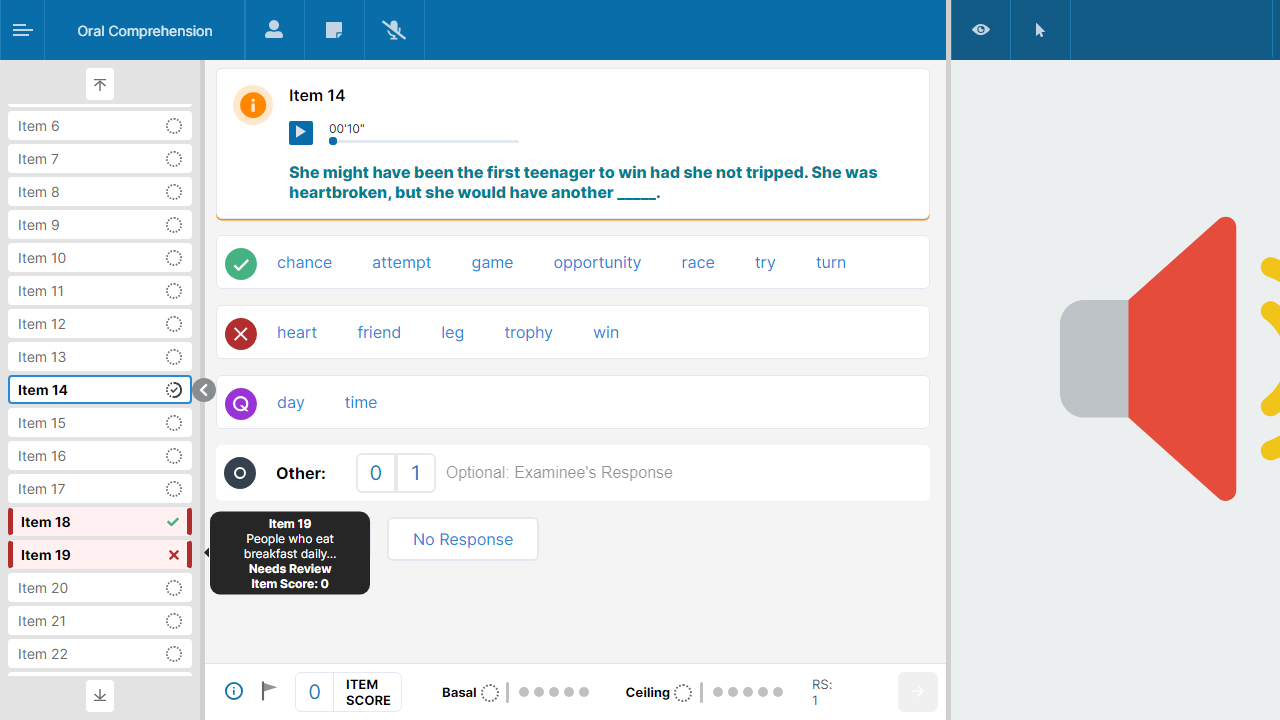 Oral Comprehension
Item 6
Item 7
Item 8
Item 9
Item 10
Item 11
Item 12
Item 13
Item 14
Item 15
Item 16
Item 17
Item 18
Item 19
Item 20
Item 21
Item 22
Item 14
00'10"
She might have been the first teenager to win had she not tripped. She was
heartbroken, but she would have another _____.
chance attempt game opportunity race try turn
heart friend leg trophy win
Q day time
Other: 0 1 Optional: Examinee's Response
Item 19
People who eat
breakfast daily...
Needs Review
Item Score: 0
No Response
0 ITEM
SCORE
Basal
Ceiling
RS:
1